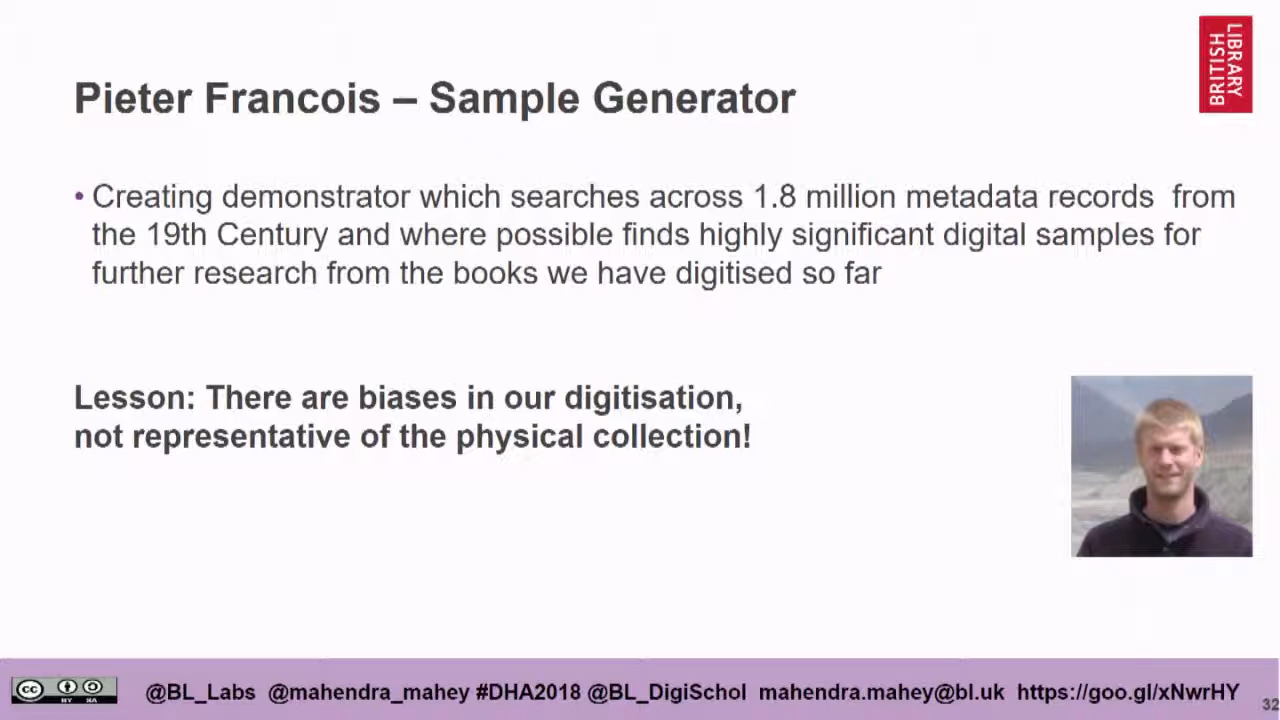 LIBRARY
BRITISH
Pieter Francois – Sample Generator
• Creating demonstrator which searches across 1.8 million metadata records from
the 19th Century and where possible finds highly significant digital samples for
further research from the books we have digitised so far
Lesson: There are biases in our digitisation,
not representative of the physical collection!
cc
@BL_Labs @mahendra_mahey #DHA2018 @BL_DigiSchol mahendra.mahey@bl.uk https://goo.gl/xNwrHY
32